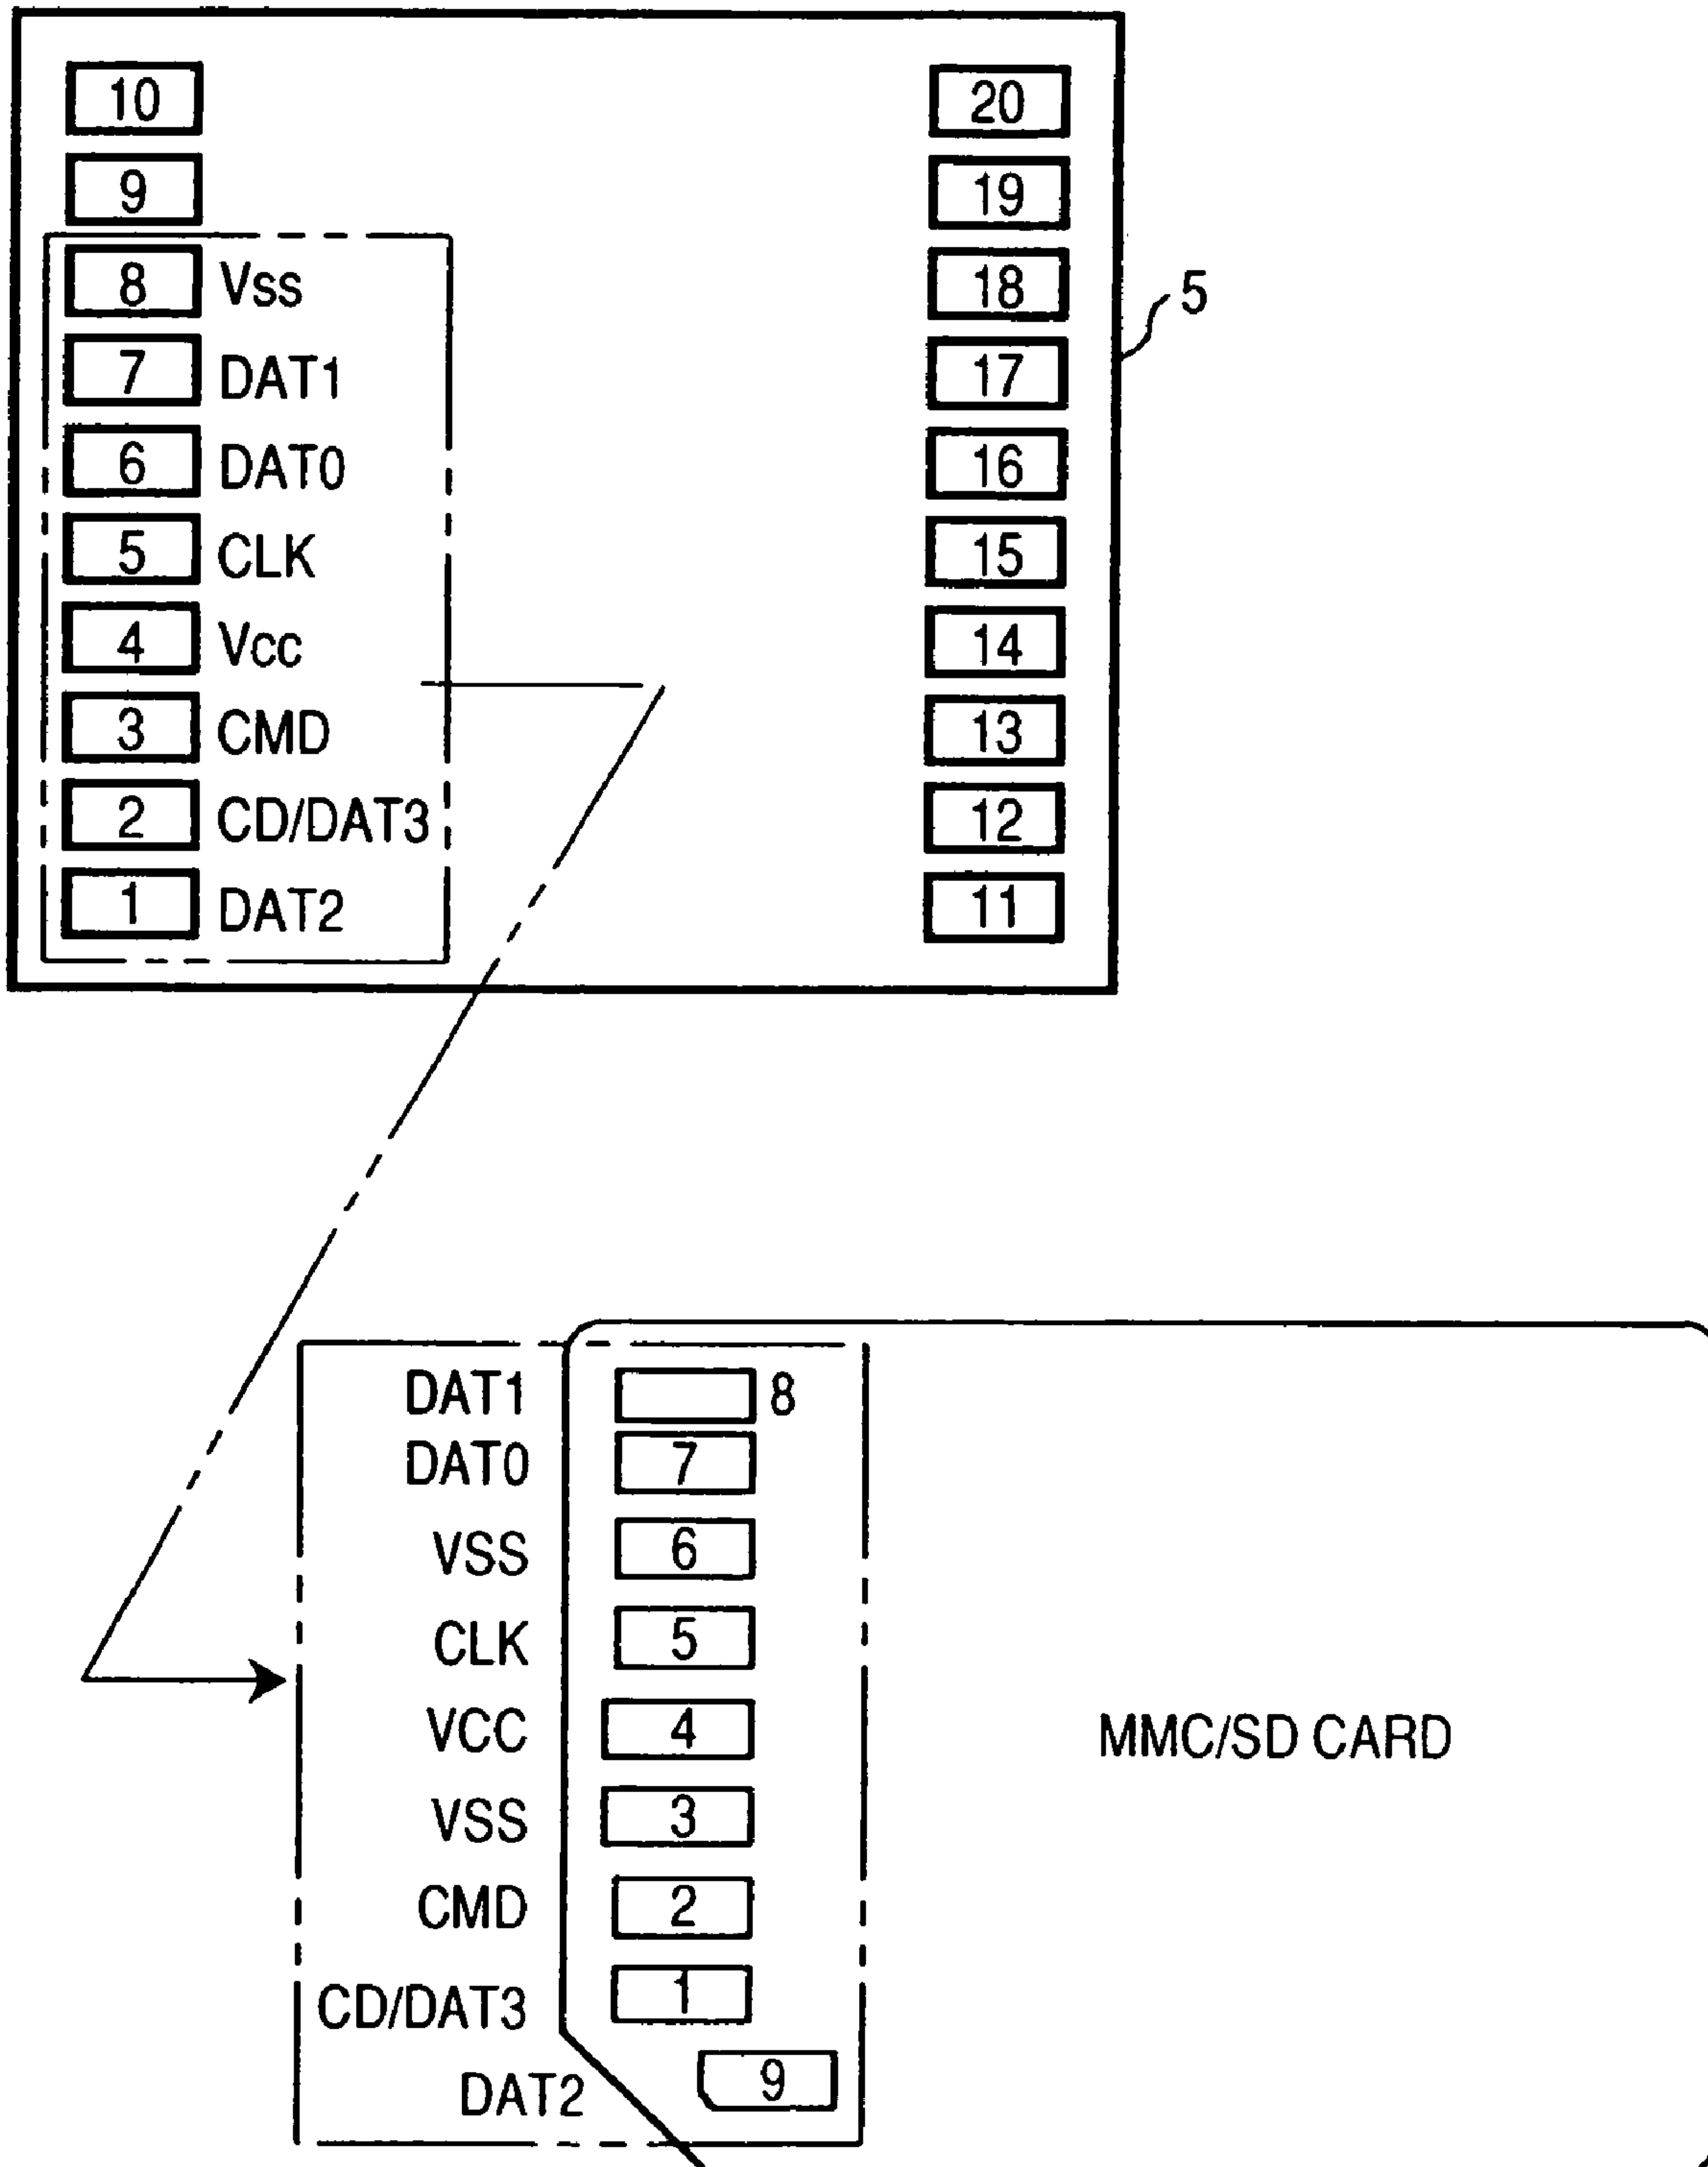 10 20
9 19
8 Vss 18
5
7 DAT1 17
6 DAT0 16
5 CLK 15
4 Vcc 14
3 CMD 13
2 CD/DAT3 12
1 DAT2 11
DAT1 8
DAT0 7
VSS 6
CLK 5
VCC 4
MMC/SD CARD
VSS 3
CMD 2
CD/DAT3 1
DAT2 9